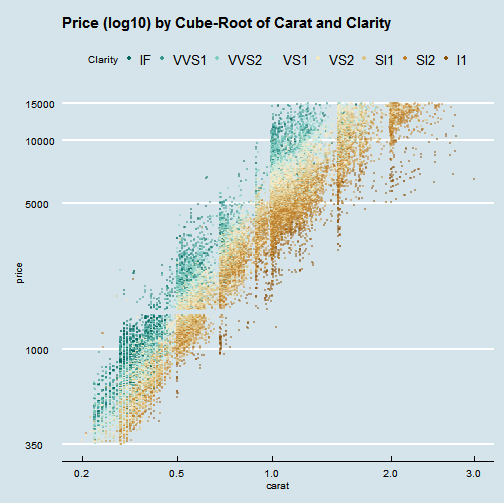 Price (log10) by Cube-Root of Carat and Clarity
Clarity IF VVS1 VVS2 VS1 VS2 SI1 SI2 I1
15000
10000
5000
price
1000
350
0.2 0.5 1.0 2.0 3.0
carat